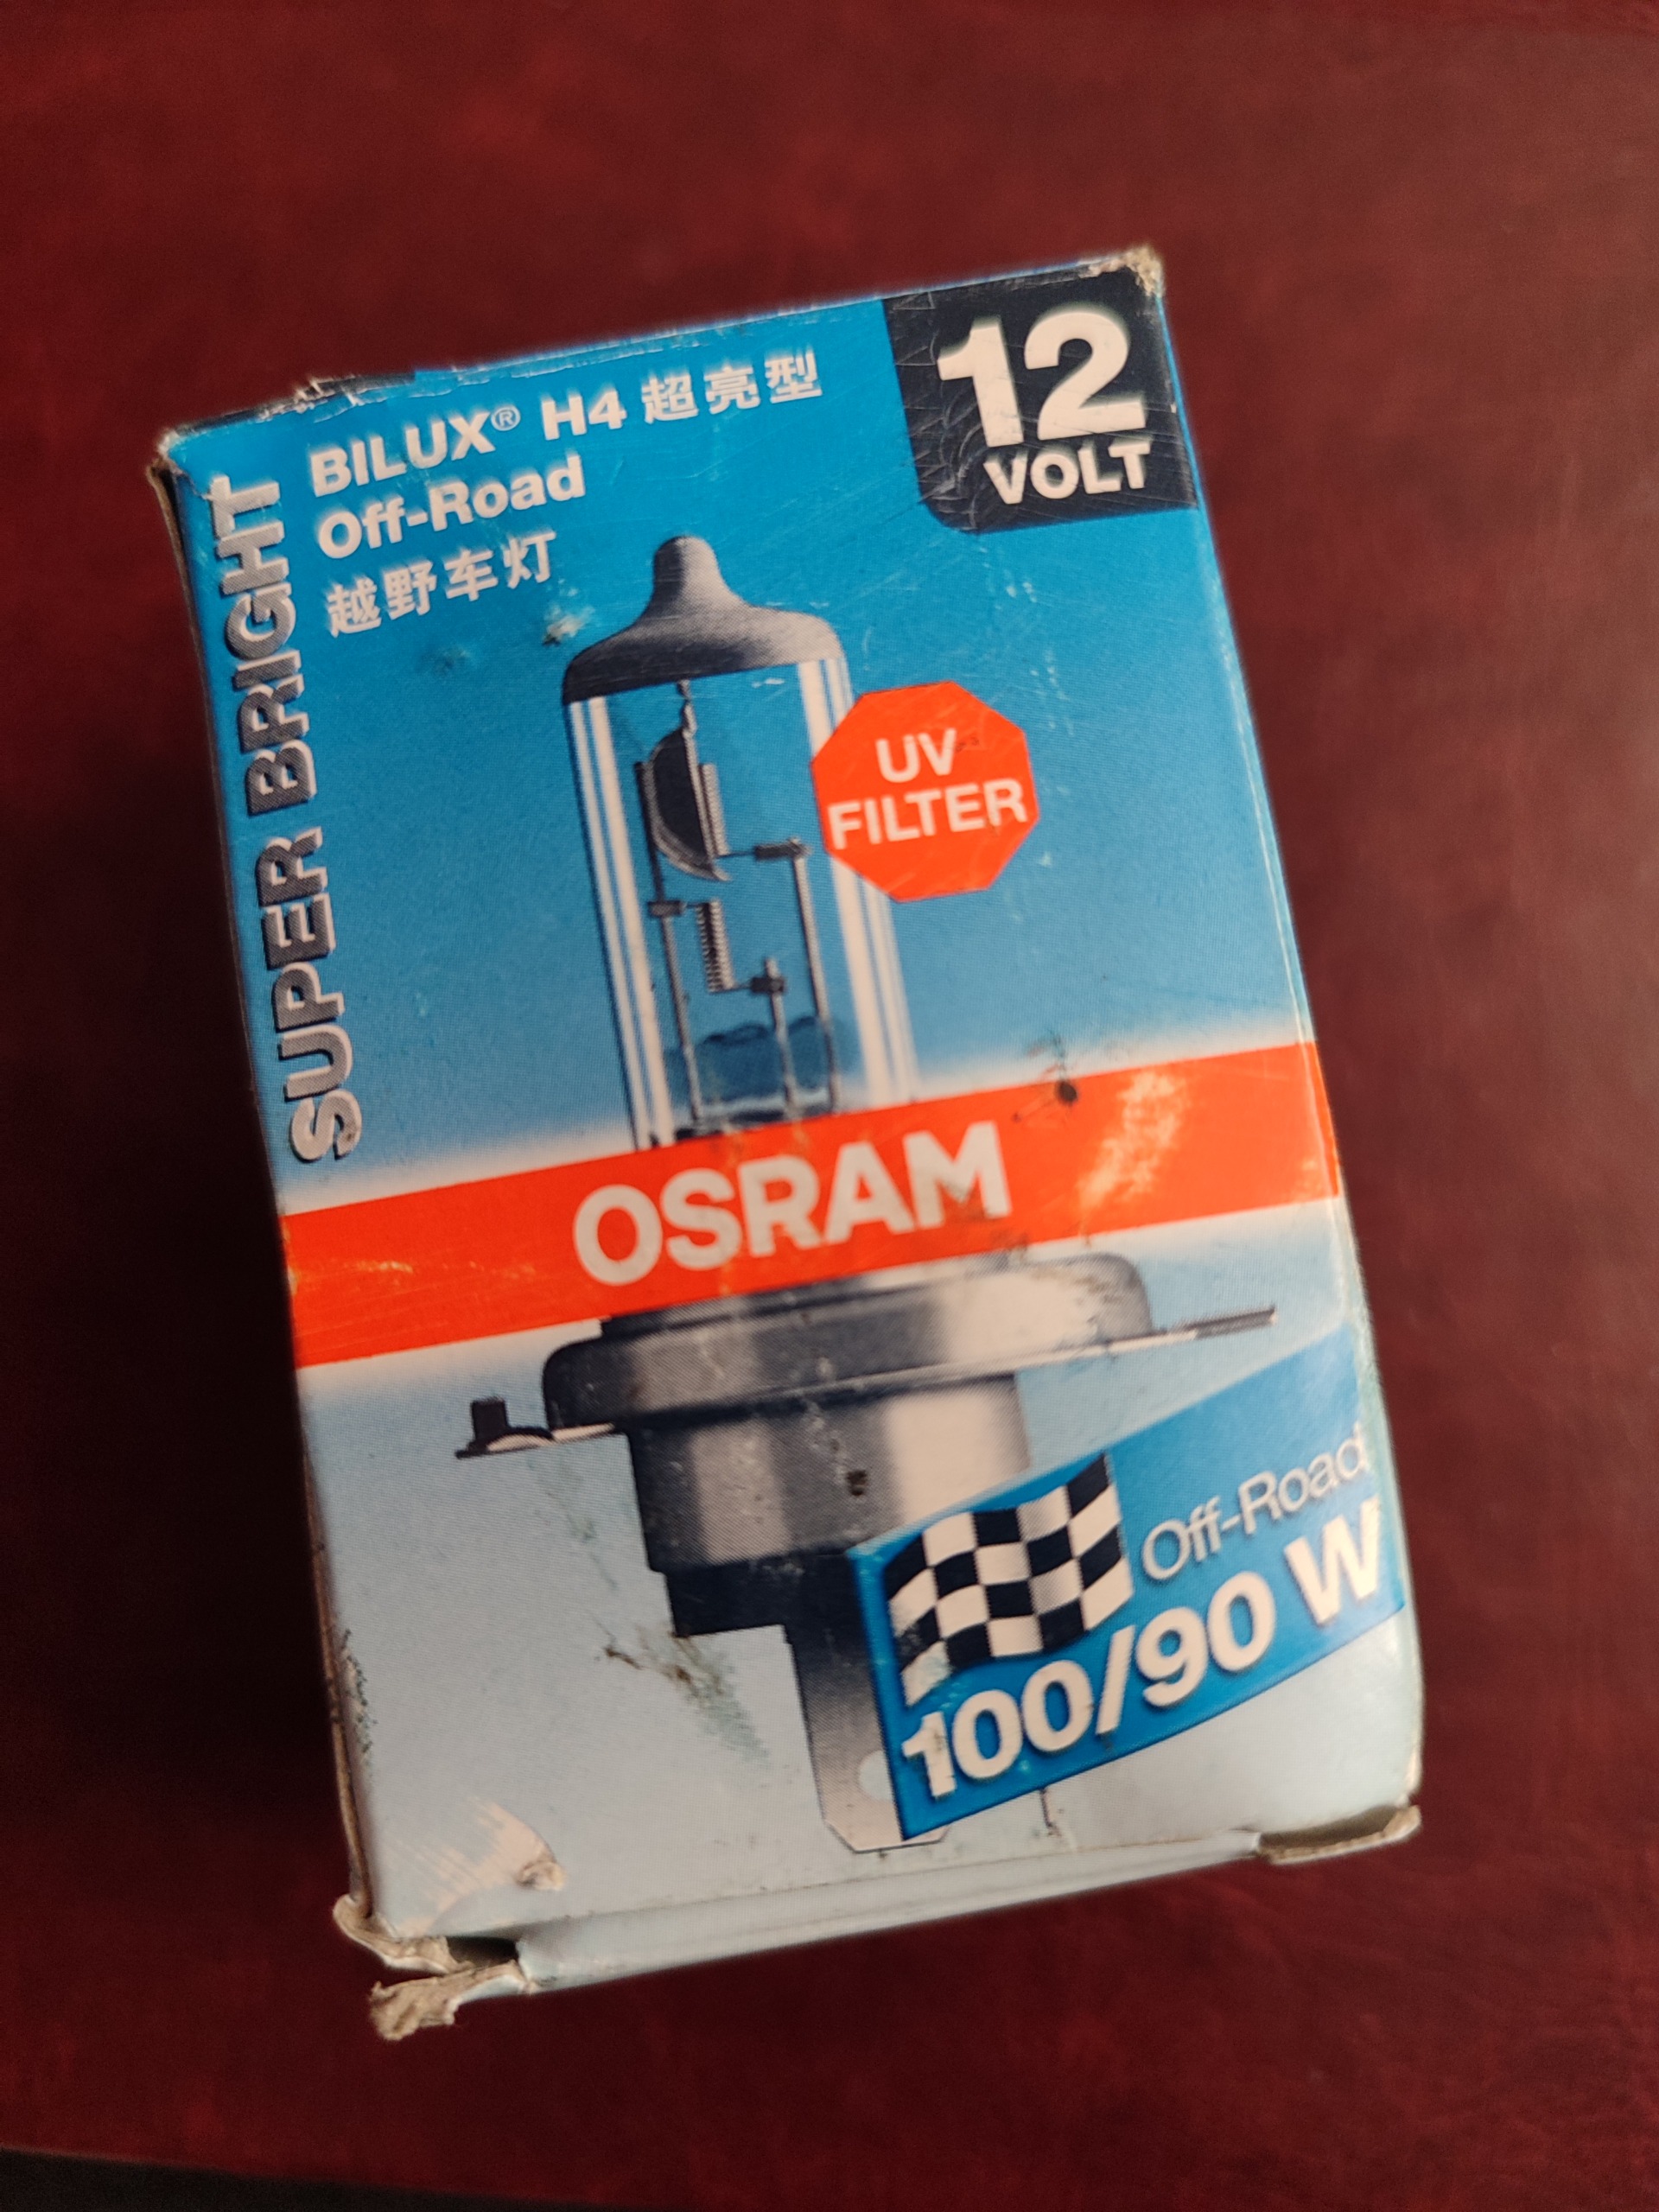 BILUX® H4 超亮型
Off-Road
越野车灯
12
VOLT
SUPER BRIGHT
UV
FILTER
OSRAM
Off-Road
100/90 W